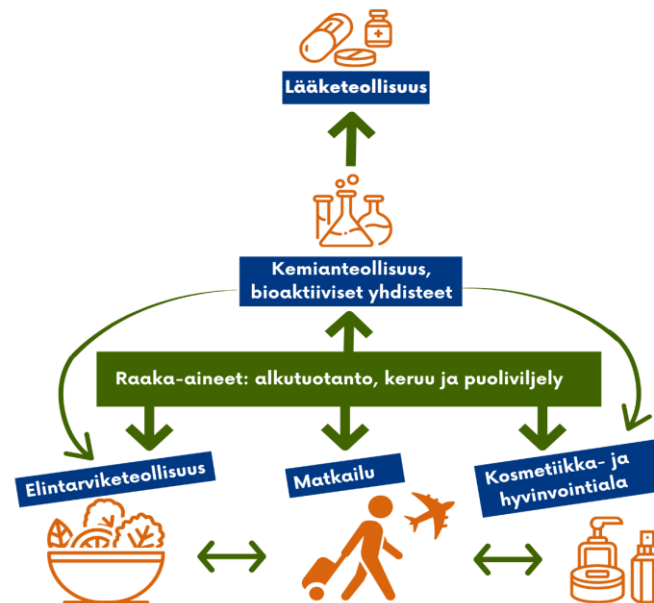 Lääketeollisuus
Kemianteollisuus,
bioaktiiviset yhdisteet
Raaka-aineet: alkutuotanto, keruu ja puoliviljely
Elintarviketeollisuus
Matkailu
Kosmetiikka- ja
hyvinvointiala